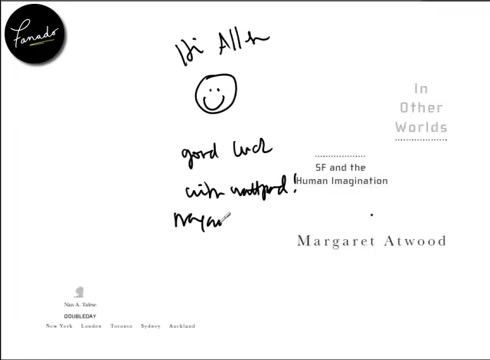 Fanado
Hi Allen
good luck
with wattpad!
In
Other
Worlds
SF and the
Human Imagination
Margaret Atwood
Nan A. Talese
DOUBLEDAY
New York London Toronto Sydney Auckland